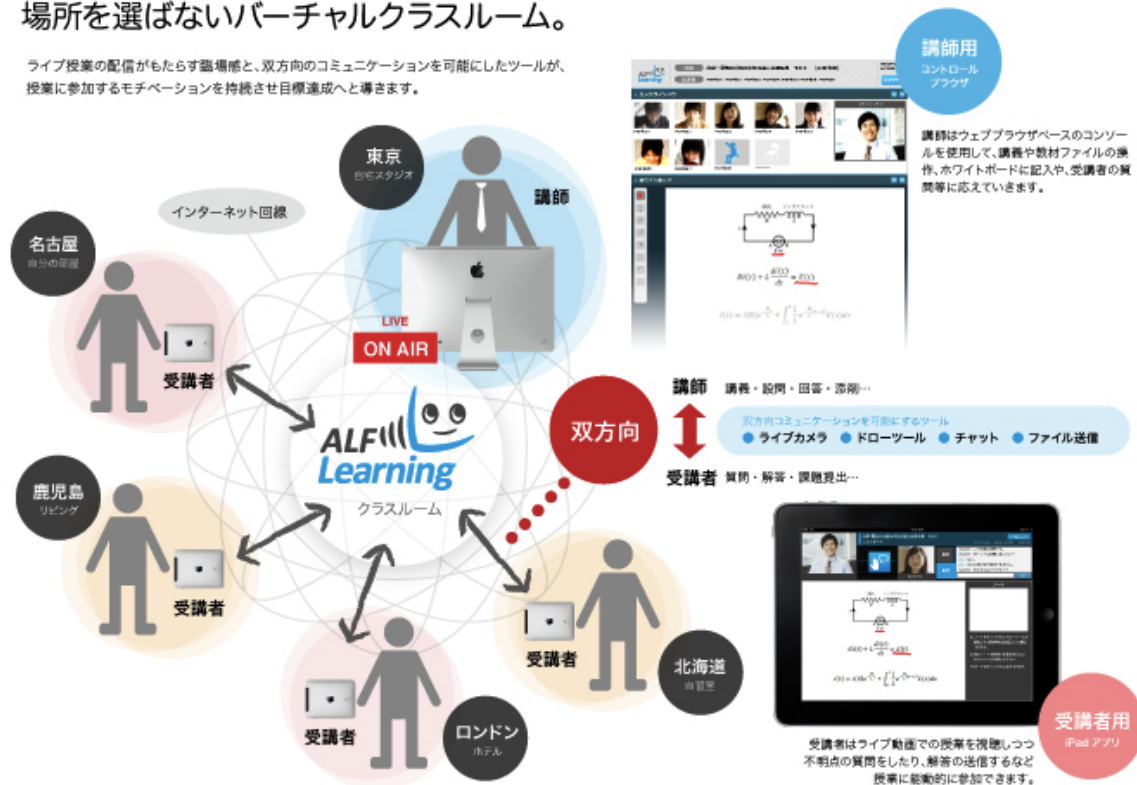 場所を選ばないバーチャルクラスルーム。
ライブ授業の配信がもたらす臨場感と、双方向のコミュニケーションを可能にしたツールが、
授業に参加するモチベーションを持続させ目標達成へと導きます。
東京
自宅スタジオ
講師
インターネット回線
名古屋
自分の部屋
受講者
LIVE
ON AIR
ALF
Learning
クラスルーム
鹿児島
リビング
受講者
受講者
ロンドン
ホテル
受講者
北海道
自習室
講師用
コントロール
ブラウザ
ALF
Learning
講師はウェブブラウザベースのコンソー
ルを使用して、講義や教材ファイルの操
作、ホワイトボードに記入や、受講者の質
問等に応えていきます。
双方向
講師 講義・設問・回答・添削…
双方向コミュニケーションを可能にするツール
ライブカメラ ドローツール チャット ファイル送信
受講者 質問・解答・課題提出…
受講者用
iPad アプリ
受講者はライブ動画での授業を視聴しつつ
不明点の質問をしたり、解答の送信するなど
授業に能動的に参加できます。